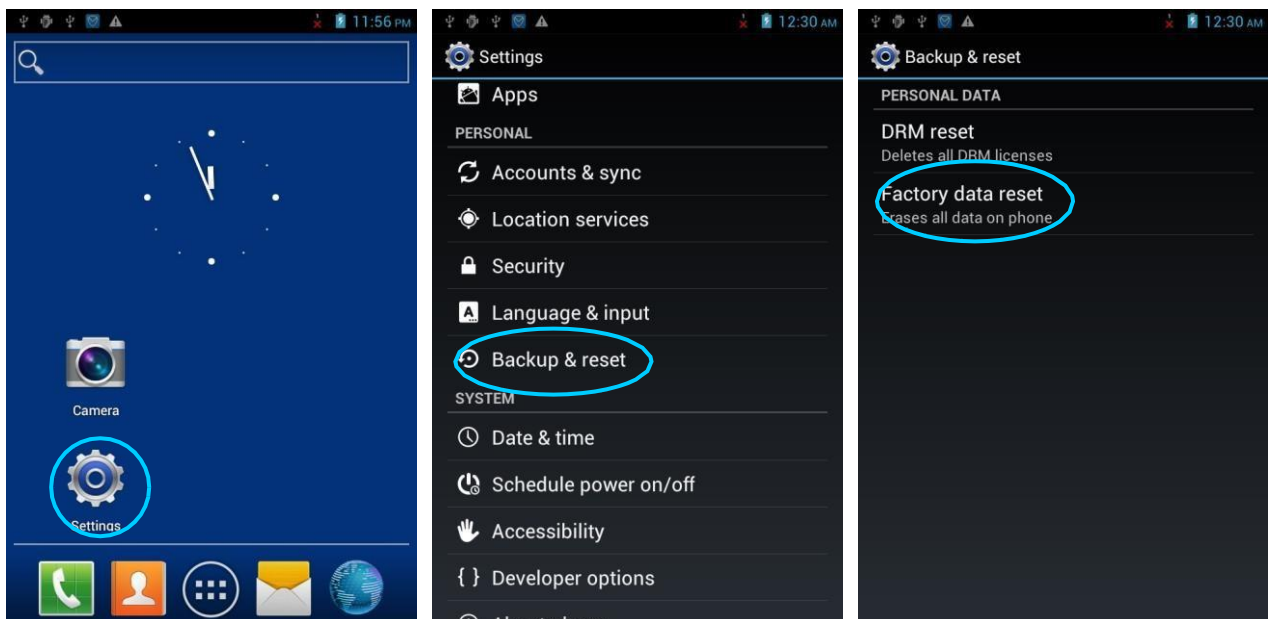 11:56 PM
Camera
Settings
12:30 AM
Settings
Apps
PERSONAL
Accounts & sync
Location services
Security
Language & input
Backup & reset
SYSTEM
Date & time
Schedule power on/off
Accessibility
{ } Developer options
12:30 AM
Backup & reset
PERSONAL DATA
DRM reset
Deletes all DRM licenses
Factory data reset
Erases all data on phone